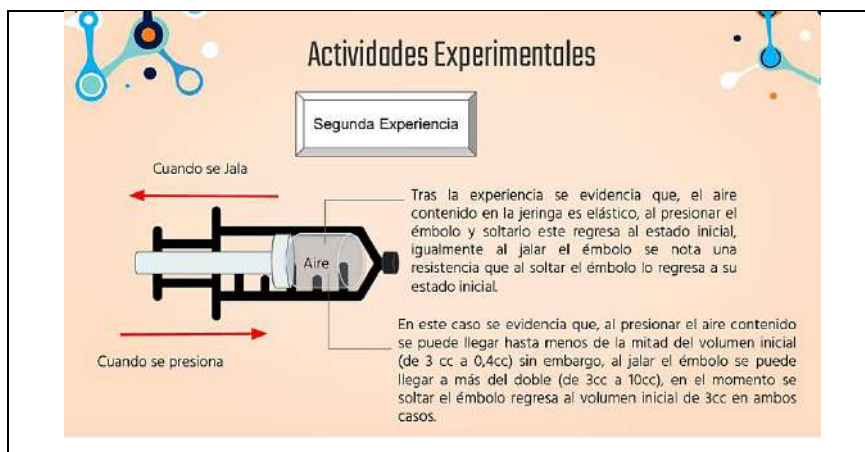 Actividades Experimentales
Segunda Experiencia
Cuando se Jala
Aire
Cuando se presiona
Tras la experiencia se evidencia que, el aire
contenido en la jeringa es elástico, al presionar el
émbolo y soltarlo este regresa al estado inicial,
igualmente al jalar el émbolo se nota una
resistencia que al soltar el émbolo lo regresa a su
estado inicial.
En este caso se evidencia que, al presionar el aire contenido
se puede llegar hasta menos de la mitad del volumen inicial
(de 3 cc a 0,4cc) sin embargo, al jalar el émbolo se puede
llegar a más del doble (de 3cc a 10cc), en el momento se
soltar el émbolo regresa al volumen inicial de 3cc en ambos
casos.